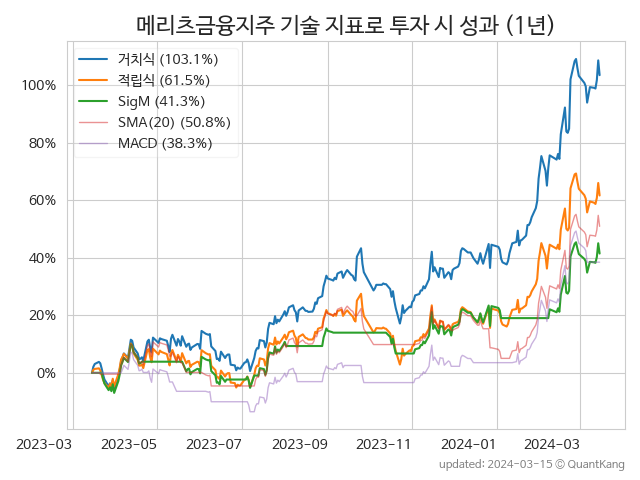 메리츠금융지주 기술 지표로 투자 시 성과 (1년)
거치식 (103.1%)
적립식 (61.5%)
SigM (41.3%)
SMA(20) (50.8%)
MACD (38.3%)
100%
80%
60%
40%
20%
0%
2023-03 2023-05 2023-07 2023-09 2023-11 2024-01 2024-03
updated: 2024-03-15 ⓒ QuantKang